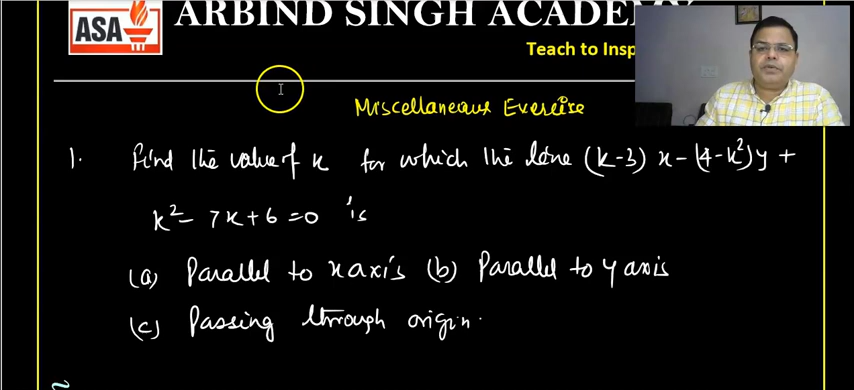 ARBIND SINGH ACADEMY
ASA
Teach to Insp
Miscellaneous Exercise
1. Find the value of k for which the line (k-3) x - (4-k²) y +
k² - 7k + 6 = 0 is
(a) Parallel to x axis (b) Parallel to y axis
(c) Passing through origin.